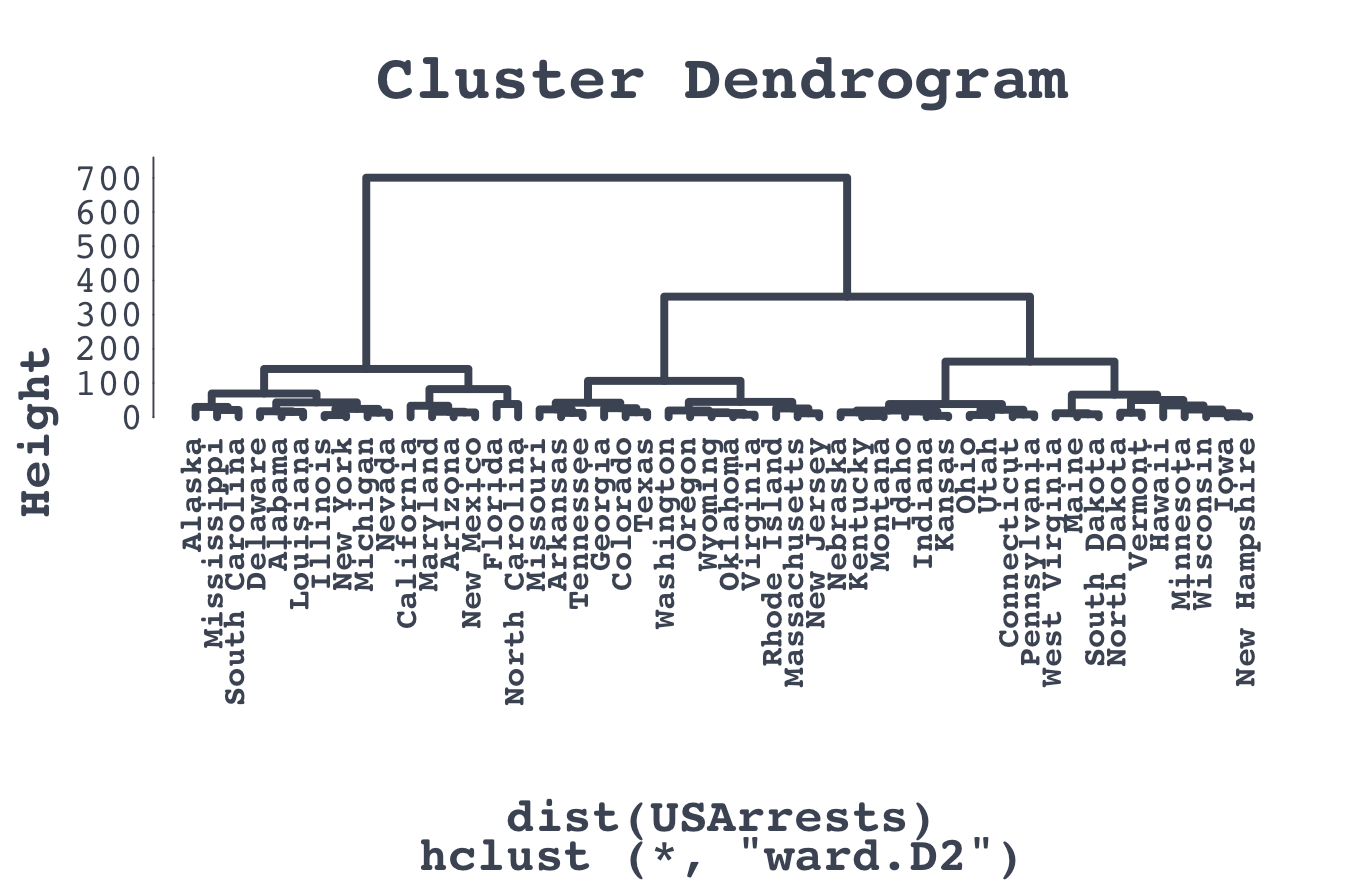 Cluster Dendrogram
700
600
500
400
300
200
100
0
Height
Alaska
Mississippi
South Carolina
Delaware
Alabama
Louisiana
Illinois
New York
Michigan
Nevada
California
Maryland
Arizona
New Mexico
Florida
North Carolina
Missouri
Arkansas
Tennessee
Georgia
Colorado
Texas
Washington
Oregon
Wyoming
Oklahoma
Virginia
Rhode Island
Massachusetts
New Jersey
Nebraska
Kentucky
Montana
Idaho
Indiana
Kansas
Ohio
Utah
Connecticut
Pennsylvania
West Virginia
Maine
South Dakota
North Dakota
Vermont
Hawaii
Minnesota
Wisconsin
Iowa
New Hampshire
dist(USArrests)
hclust (*, "ward.D2")